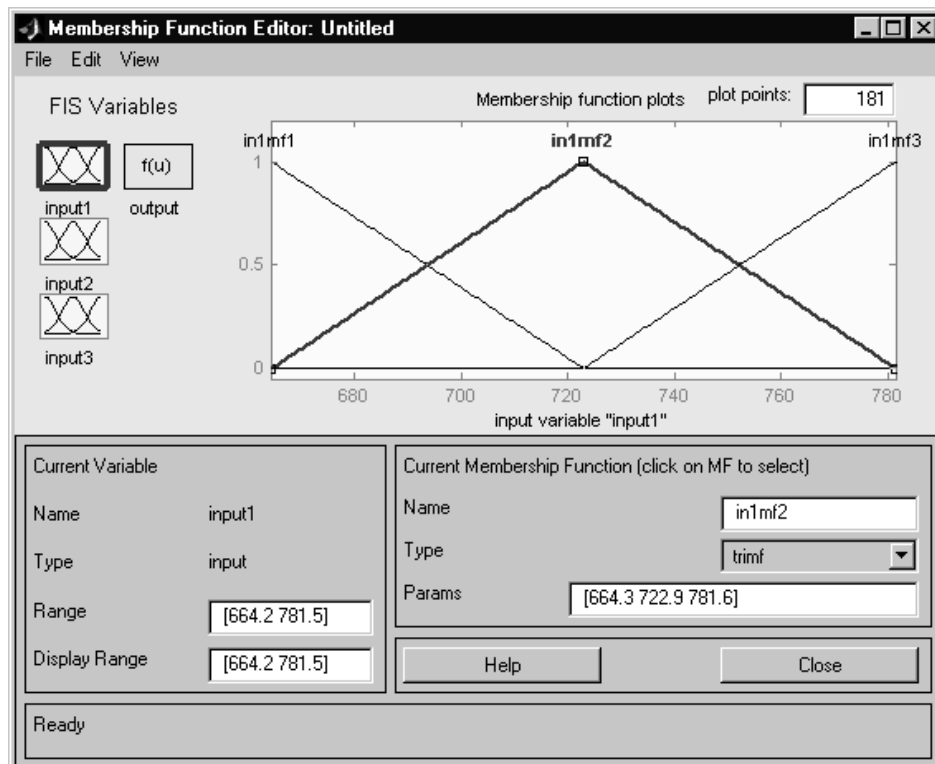 Membership Function Editor: Untitled
File Edit View
FIS Variables
Membership function plots plot points: 181
f(u)
input1 output
input2
input3
in1mf1 in1mf2 in1mf3
1
0.5
0
680 700 720 740 760 780
input variable "input1"
Current Variable
Name input1
Type input
Range [664.2 781.5]
Display Range [664.2 781.5]
Current Membership Function (click on MF to select)
Name in1mf2
Type trimf
Params [664.3 722.9 781.6]
Help Close
Ready